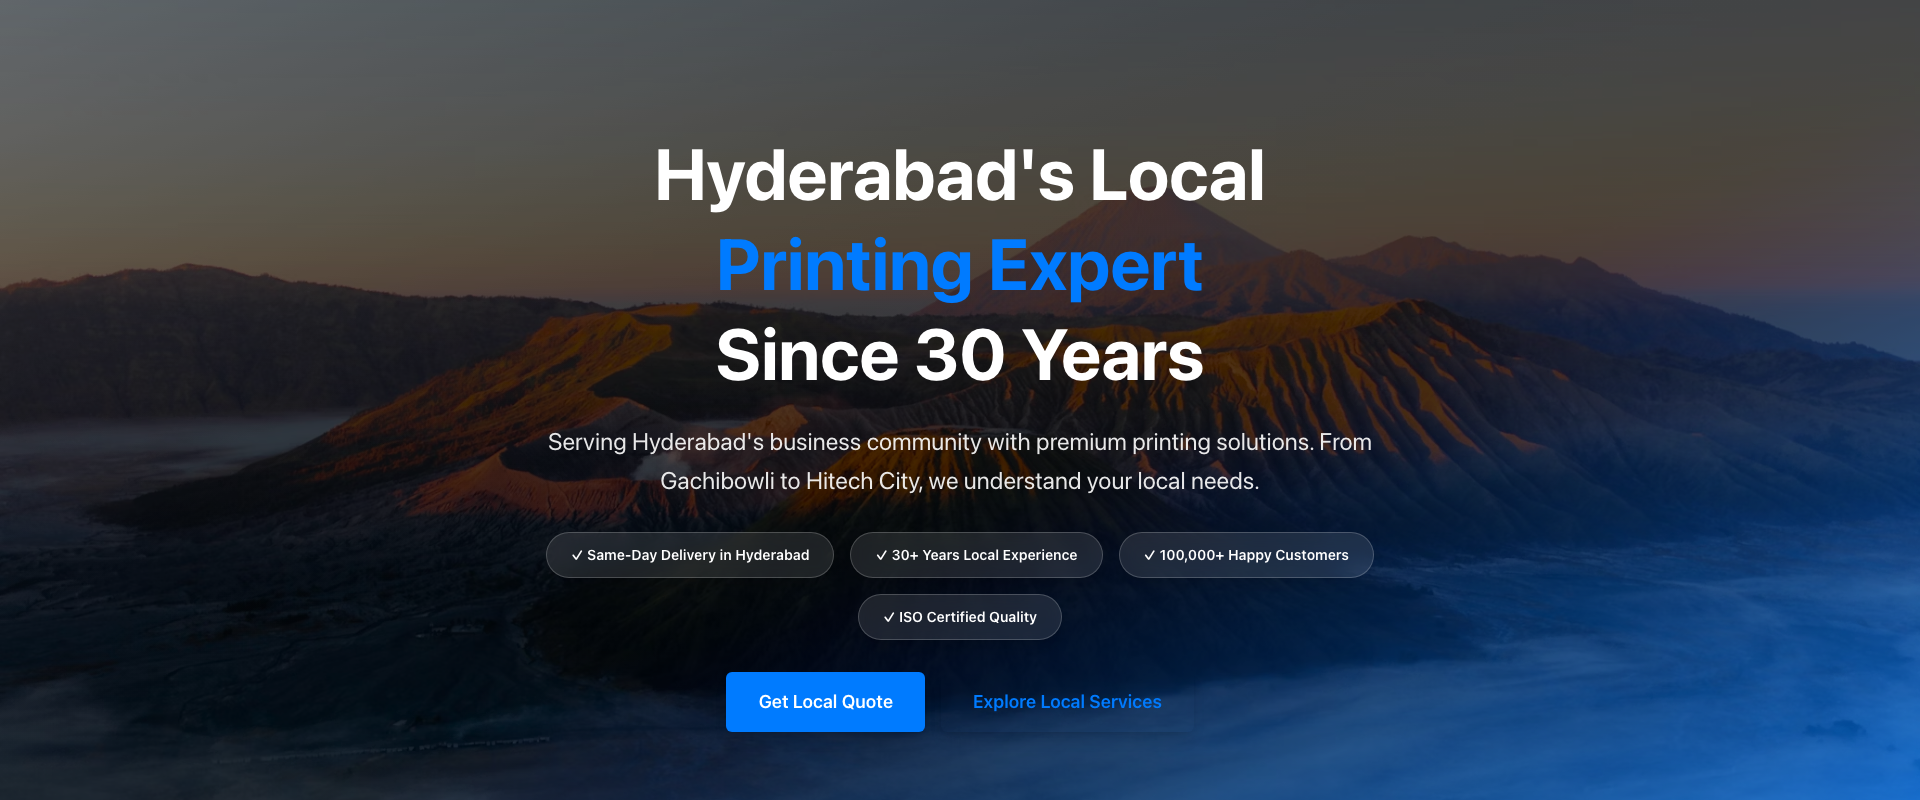 Hyderabad's Local
Printing Expert
Since 30 Years
Serving Hyderabad's business community with premium printing solutions. From
Gachibowli to Hitech City, we understand your local needs.
✓ Same-Day Delivery in Hyderabad
✓ 30+ Years Local Experience
✓ 100,000+ Happy Customers
✓ ISO Certified Quality
Get Local Quote
Explore Local Services